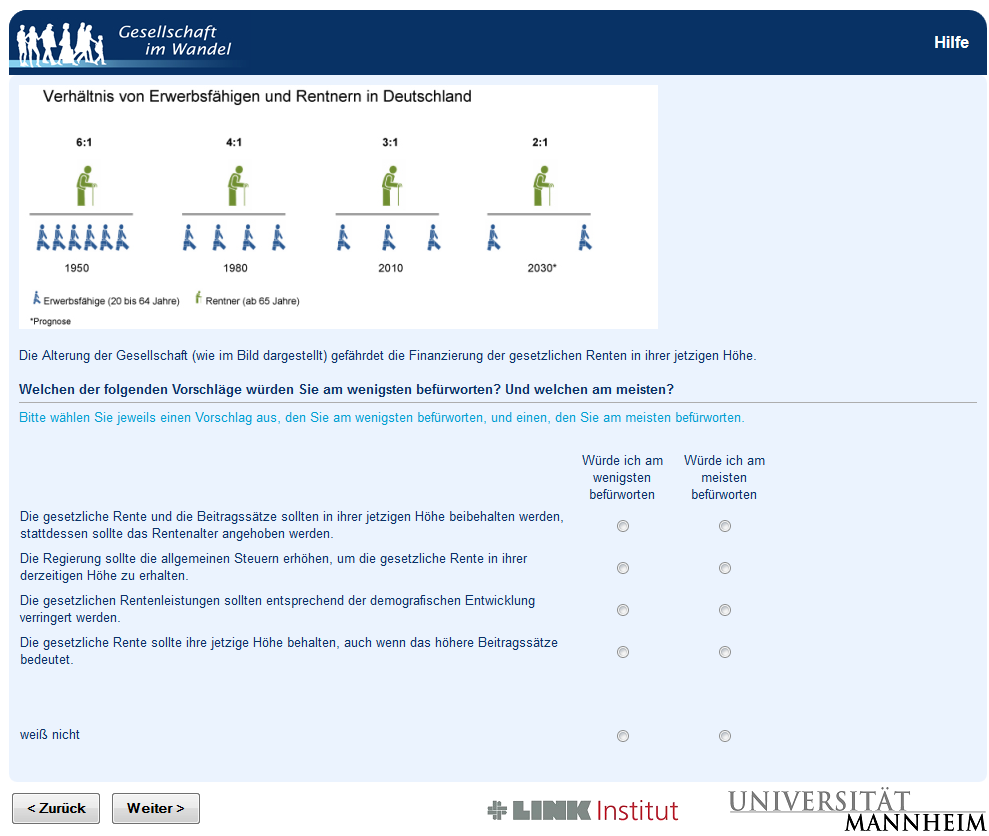 Gesellschaft
im Wandel
Hilfe
Verhältnis von Erwerbsfähigen und Rentnern in Deutschland
6:1 4:1 3:1 2:1
1950 1980 2010 2030*
Erwerbsfähige (20 bis 64 Jahre) Rentner (ab 65 Jahre)
*Prognose
Die Alterung der Gesellschaft (wie im Bild dargestellt) gefährdet die Finanzierung der gesetzlichen Renten in ihrer jetzigen Höhe.
Welchen der folgenden Vorschläge würden Sie am wenigsten befürworten? Und welchen am meisten?
Bitte wählen Sie jeweils einen Vorschlag aus, den Sie am wenigsten befürworten, und einen, den Sie am meisten befürworten.
Würde ich am Würde ich am
wenigsten meisten
befürworten befürworten
Die gesetzliche Rente und die Beitragssätze sollten in ihrer jetzigen Höhe beibehalten werden,
stattdessen sollte das Rentenalter angehoben werden.
Die Regierung sollte die allgemeinen Steuern erhöhen, um die gesetzliche Rente in ihrer
derzeitigen Höhe zu erhalten.
Die gesetzlichen Rentenleistungen sollten entsprechend der demografischen Entwicklung
verringert werden.
Die gesetzliche Rente sollte ihre jetzige Höhe behalten, auch wenn das höhere Beitragssätze
bedeutet.
weiß nicht
< Zurück Weiter >
LINK Institut
UNIVERSITÄT
MANNHEIM